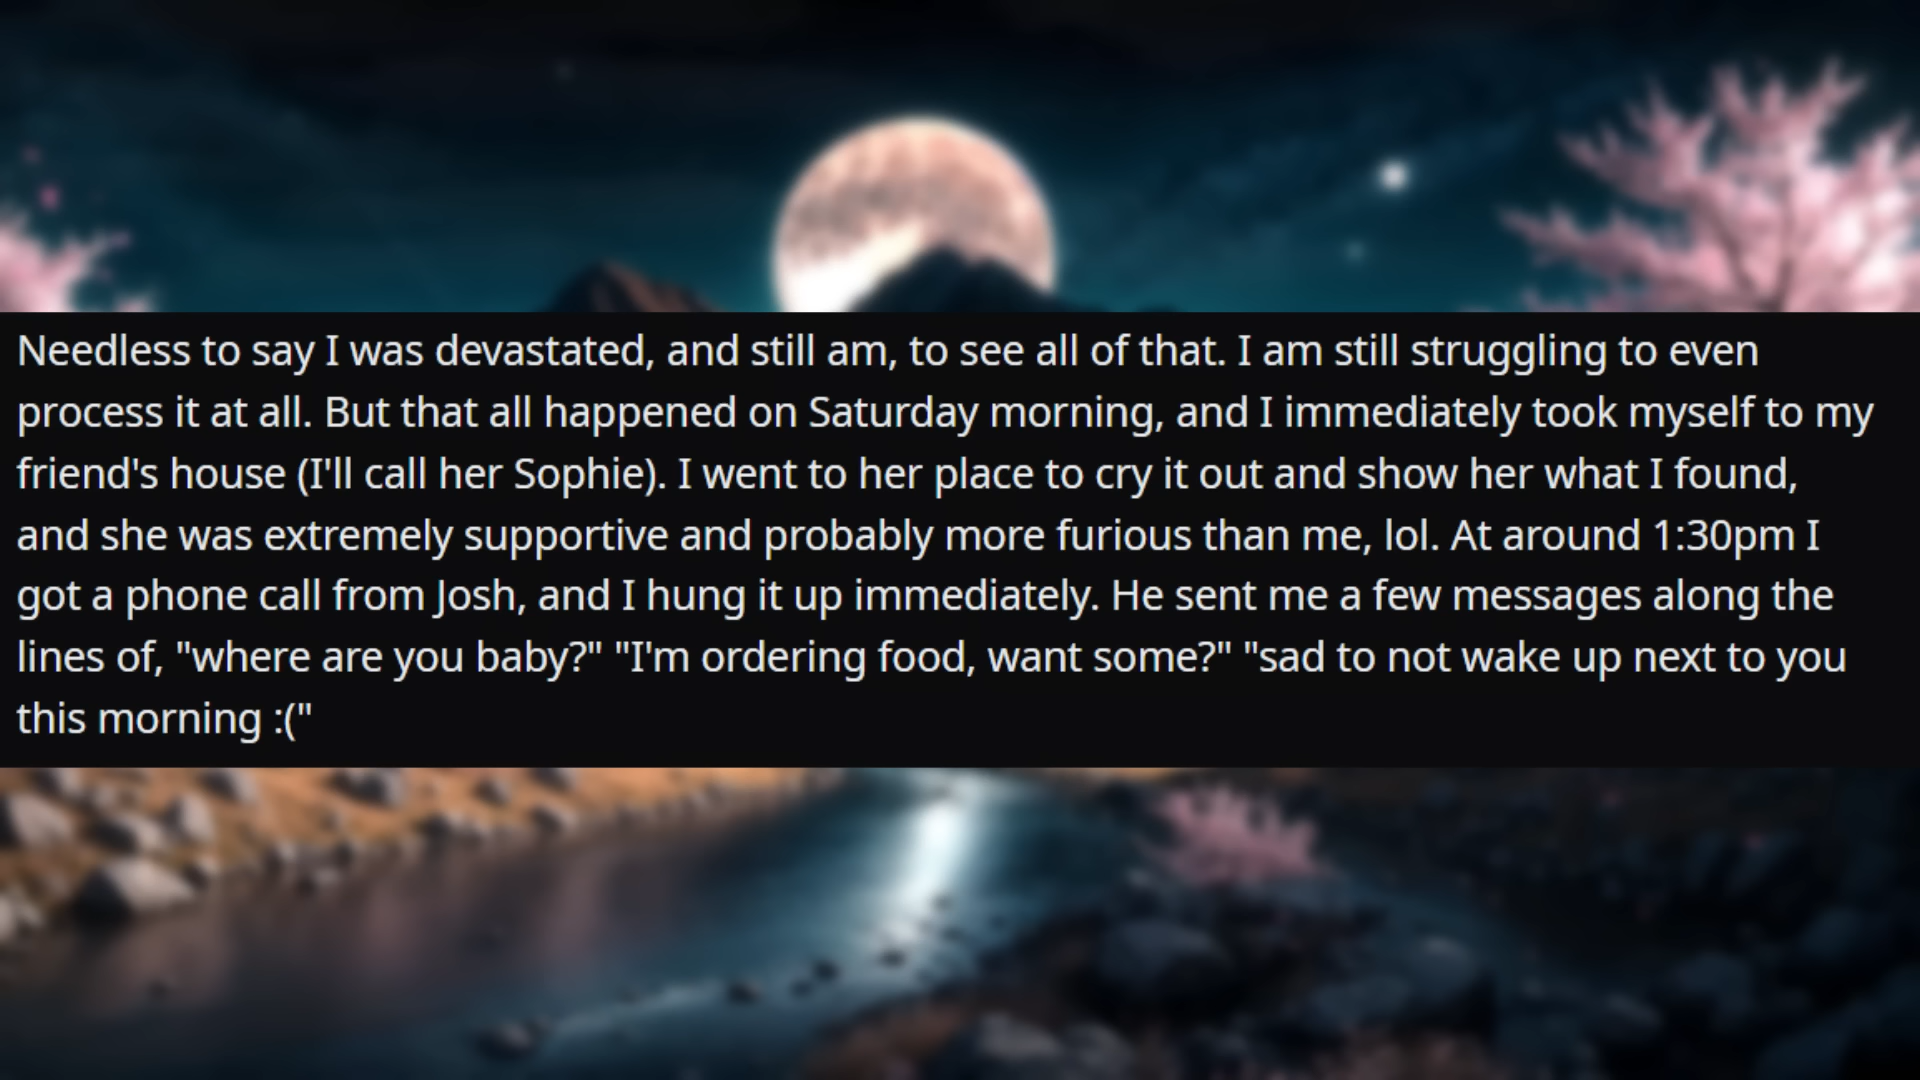 Needless to say I was devastated, and still am, to see all of that. I am still struggling to even
process it at all. But that all happened on Saturday morning, and I immediately took myself to my
friend's house (I'll call her Sophie). I went to her place to cry it out and show her what I found,
and she was extremely supportive and probably more furious than me, lol. At around 1:30pm I
got a phone call from Josh, and I hung it up immediately. He sent me a few messages along the
lines of, "where are you baby?" "I'm ordering food, want some?" "sad to not wake up next to you
this morning :("